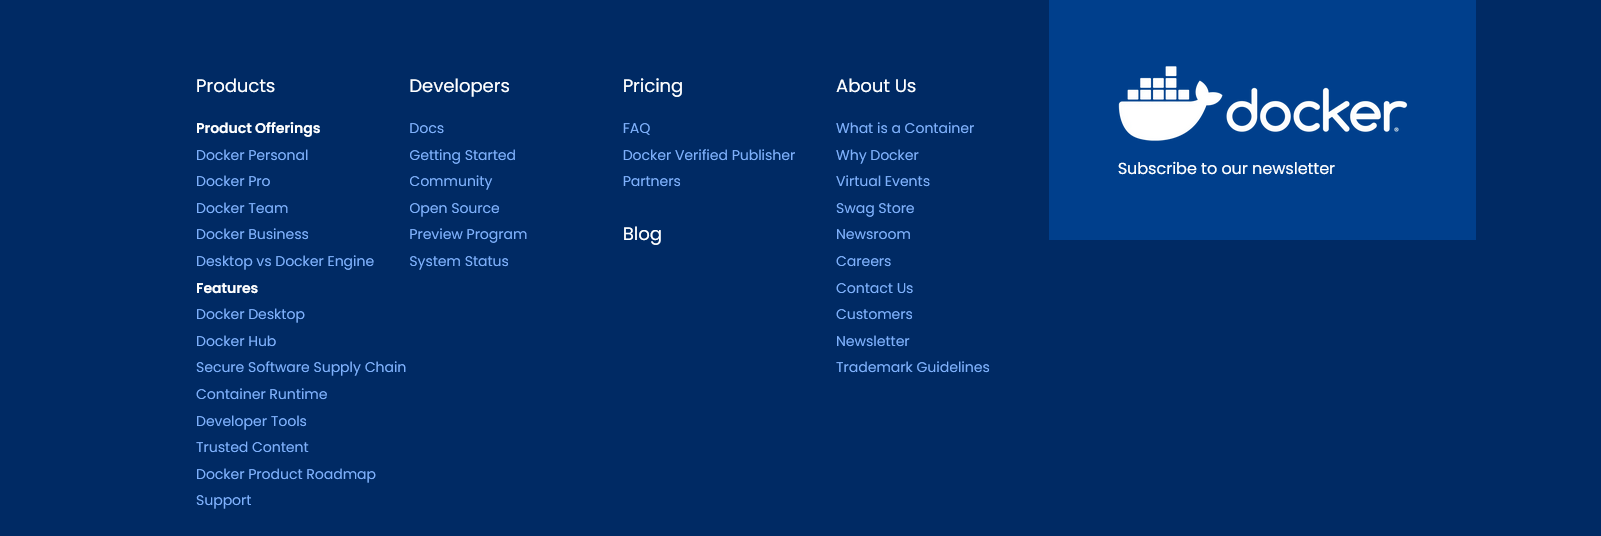 Products
Product Offerings
Docker Personal
Docker Pro
Docker Team
Docker Business
Desktop vs Docker Engine
Features
Docker Desktop
Docker Hub
Secure Software Supply Chain
Container Runtime
Developer Tools
Trusted Content
Docker Product Roadmap
Support
Developers
Docs
Getting Started
Community
Open Source
Preview Program
System Status
Pricing
FAQ
Docker Verified Publisher
Partners
Blog
About Us
What is a Container
Why Docker
Virtual Events
Swag Store
Newsroom
Careers
Contact Us
Customers
Newsletter
Trademark Guidelines
docker®
Subscribe to our newsletter